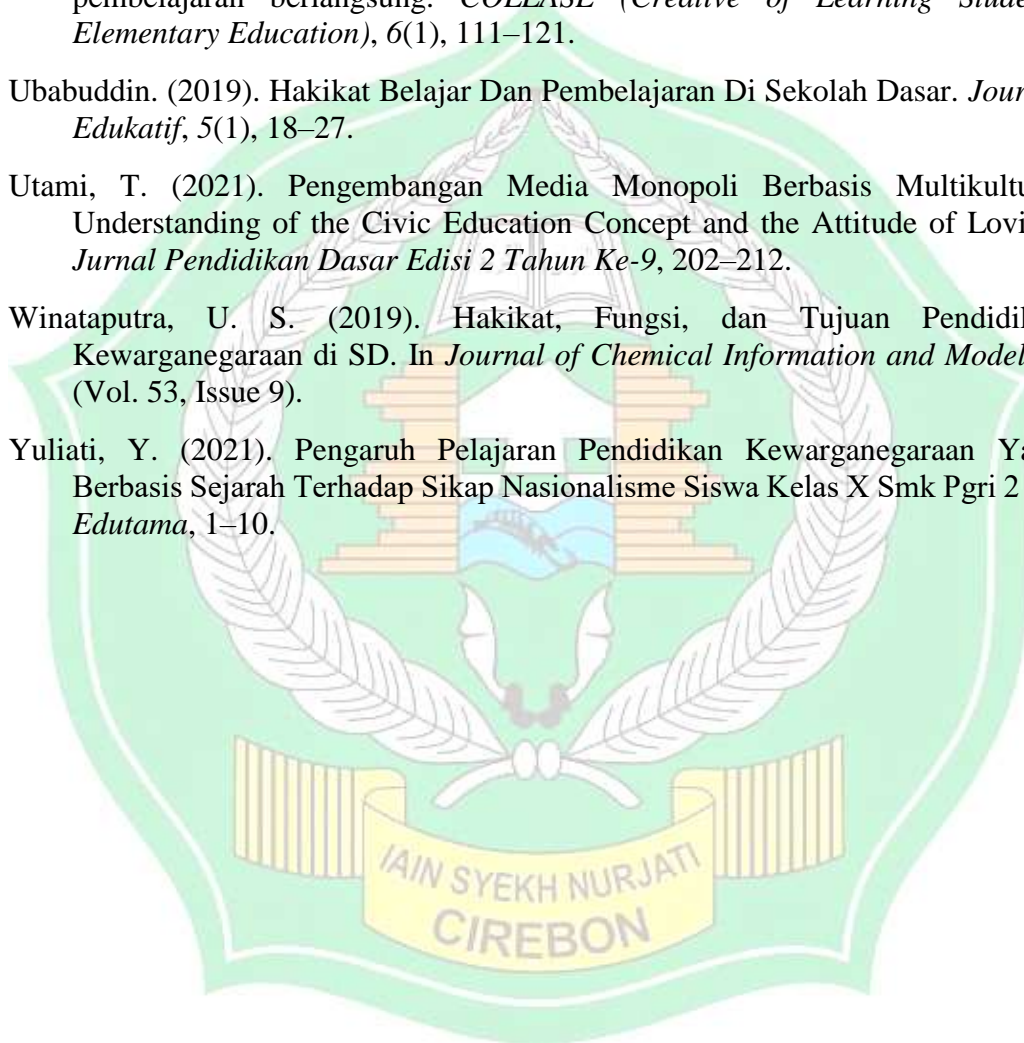 pembelajaran berlangsung. COLLASE (Creative of Learning Stude
Elementary Education), 6(1), 111–121.
Ubabuddin. (2019). Hakikat Belajar Dan Pembelajaran Di Sekolah Dasar. Jour
Edukatif, 5(1), 18–27.
Utami, T. (2021). Pengembangan Media Monopoli Berbasis Multikultu
Understanding of the Civic Education Concept and the Attitude of Lovi
Jurnal Pendidikan Dasar Edisi 2 Tahun Ke-9, 202–212.
Winataputra, U. S. (2019). Hakikat, Fungsi, dan Tujuan Pendidik
Kewarganegaraan di SD. In Journal of Chemical Information and Model
(Vol. 53, Issue 9).
Yuliati, Y. (2021). Pengaruh Pelajaran Pendidikan Kewarganegaraan Ya
Berbasis Sejarah Terhadap Sikap Nasionalisme Siswa Kelas X Smk Pgri 2
Edutama, 1–10.
IAIN SYEKH NURJATI
CIREBON